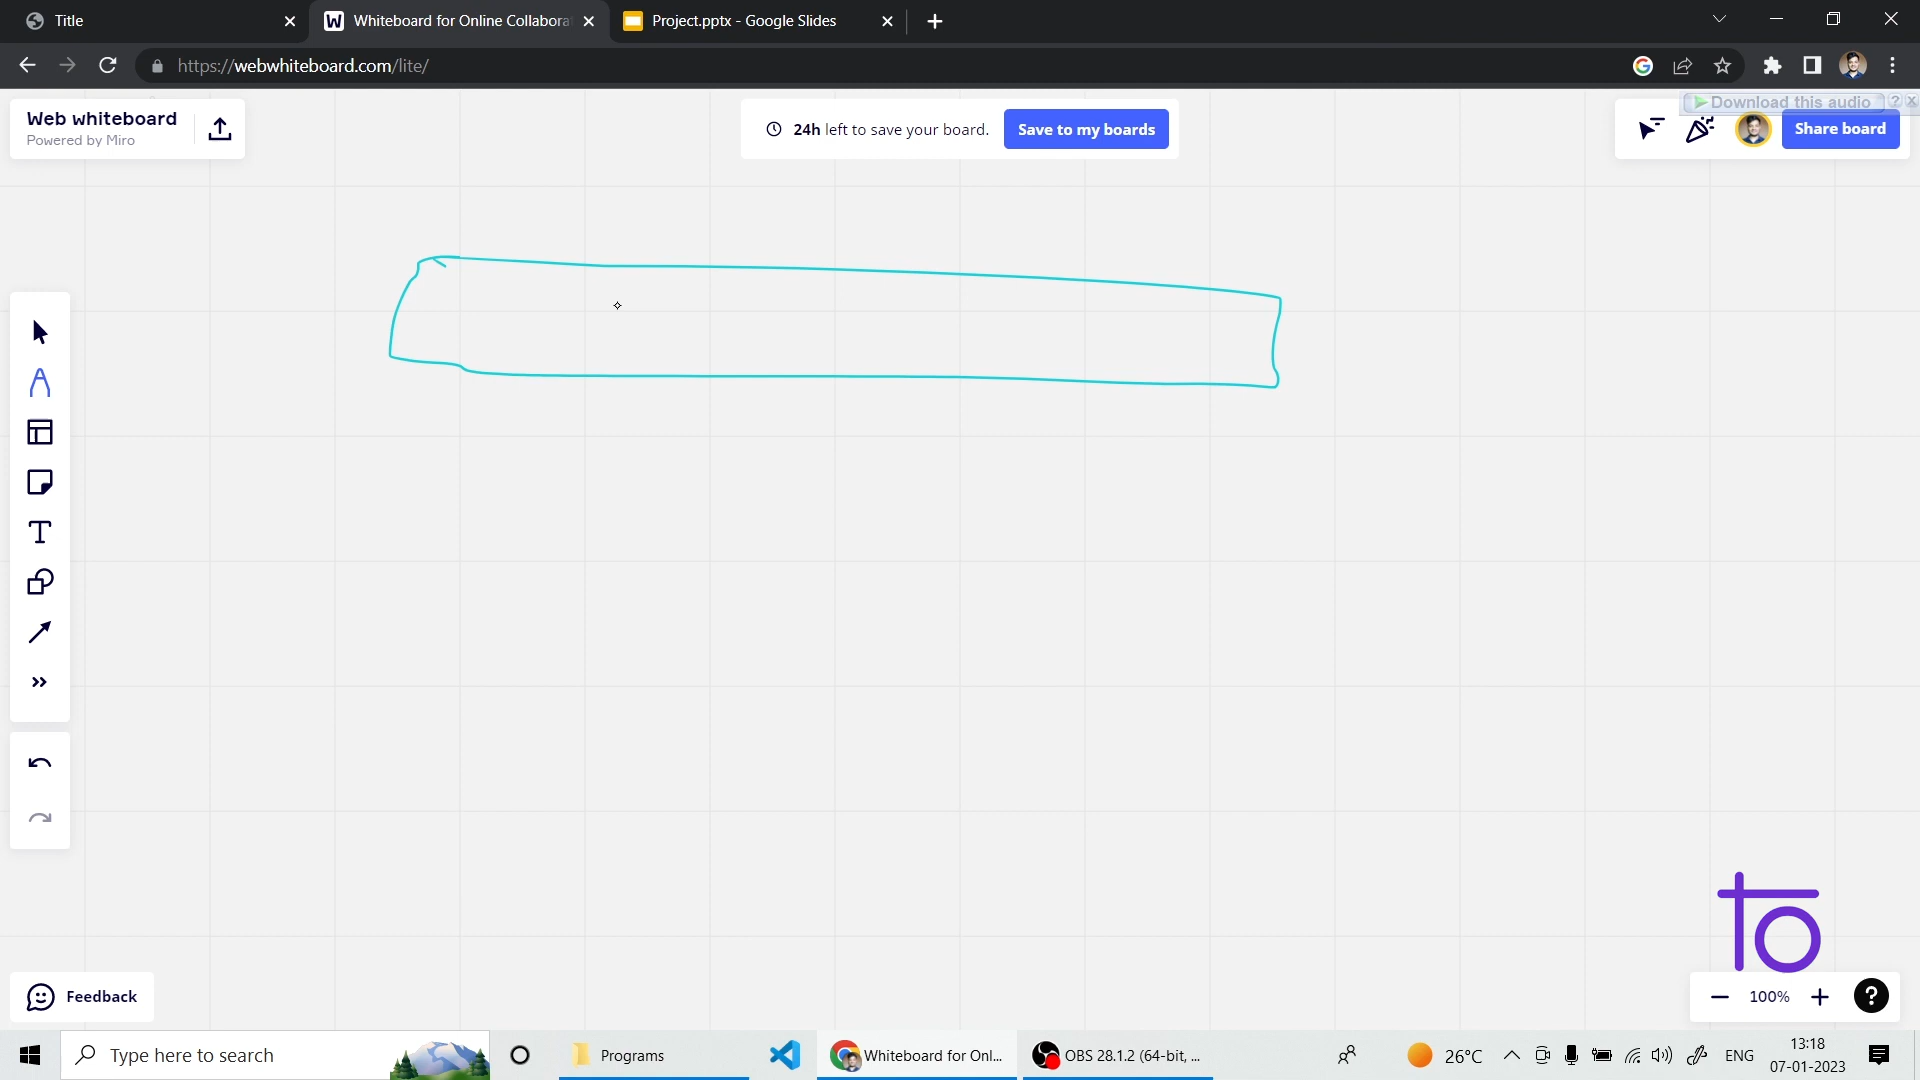 Title
Whiteboard for Online Collabora
Project.pptx - Google Slides
https://webwhiteboard.com/lite/
Download this audio
Web whiteboard
Powered by Miro
24h left to save your board.
Save to my boards
Share board
T
Feedback
to
100%
?
Type here to search
Programs
Whiteboard for Onl...
OBS 28.1.2 (64-bit, ...
26°C
ENG
13:18
07-01-2023